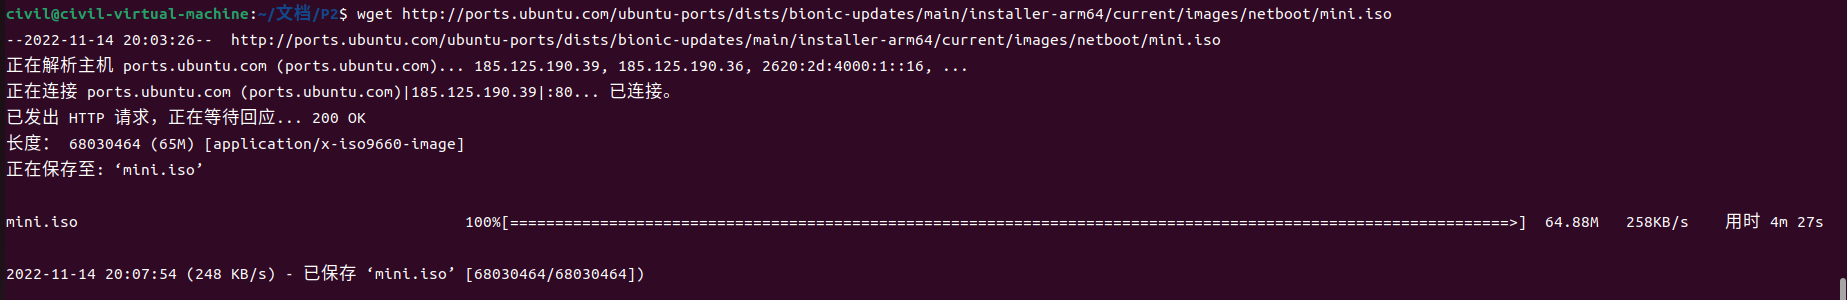 civil@civil-virtual-machine:~/文档/P2$ wget http://ports.ubuntu.com/ubuntu-ports/dists/bionic-updates/main/installer-arm64/current/images/netboot/mini.iso
--2022-11-14 20:03:26--  http://ports.ubuntu.com/ubuntu-ports/dists/bionic-updates/main/installer-arm64/current/images/netboot/mini.iso
正在解析主机 ports.ubuntu.com (ports.ubuntu.com)... 185.125.190.39, 185.125.190.36, 2620:2d:4000:1::16, ...
正在连接 ports.ubuntu.com (ports.ubuntu.com)|185.125.190.39|:80... 已连接。
已发出 HTTP 请求，正在等待回应... 200 OK
长度： 68030464 (65M) [application/x-iso9660-image]
正在保存至: ‘mini.iso’
mini.iso 100%[===============================================================================================================>] 64.88M 258KB/s 用时 4m 27s
2022-11-14 20:07:54 (248 KB/s) - 已保存 ‘mini.iso’ [68030464/68030464])